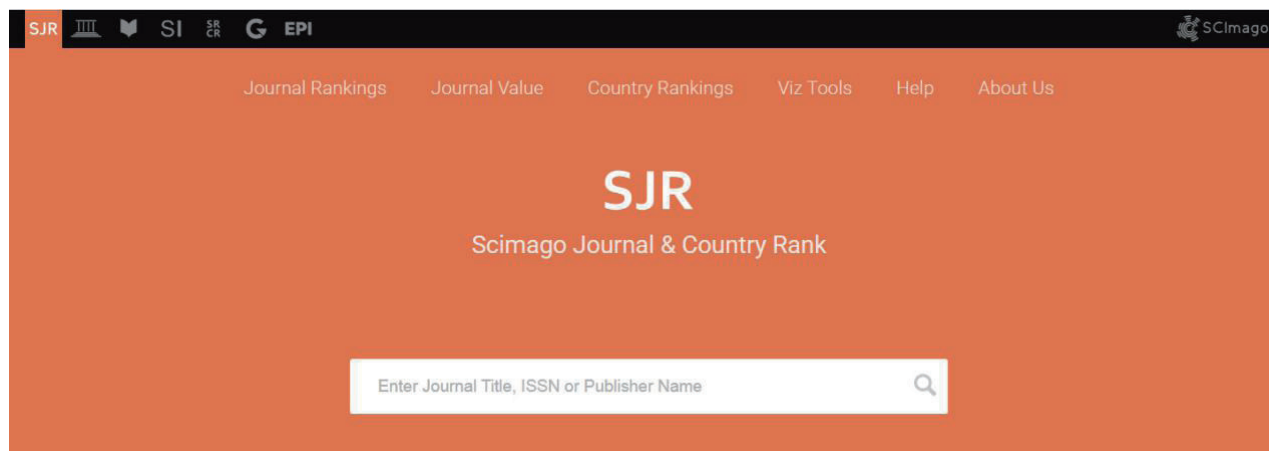 SJR SI SR CR G EPI SCImago
Journal Rankings Journal Value Country Rankings Viz Tools Help About Us
SJR
Scimago Journal & Country Rank
Enter Journal Title, ISSN or Publisher Name